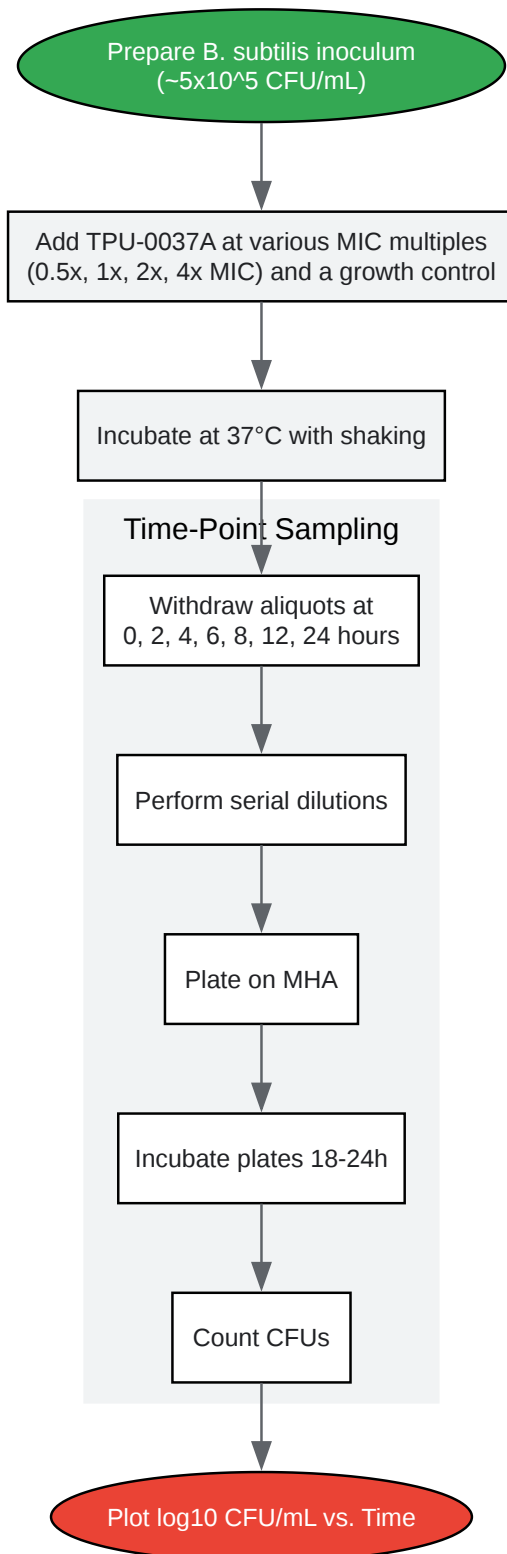 Prepare B. subtilis inoculum
(~5x10^5 CFU/mL)
Add TPU-0037A at various MIC multiples
(0.5x, 1x, 2x, 4x MIC) and a growth control
Incubate at 37°C with shaking
Time-Point Sampling
Withdraw aliquots at
0, 2, 4, 6, 8, 12, 24 hours
Perform serial dilutions
Plate on MHA
Incubate plates 18-24h
Count CFUs
Plot log10 CFU/mL vs. Time